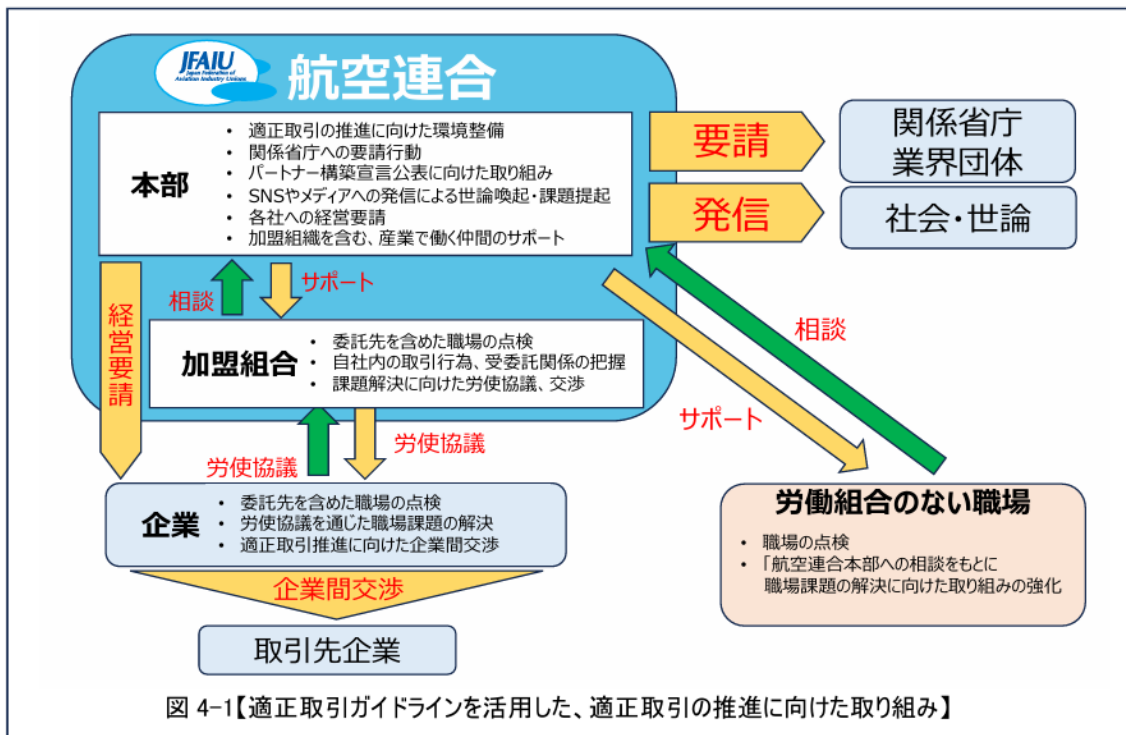 JFAIU
Japan Federation of
Aviation Industry Unions
航空連合
本部
・ 適正取引の推進に向けた環境整備
・ 関係省庁への要請行動
・ パートナー構築宣言公表に向けた取り組み
・ SNSやメディアへの発信による世論喚起・課題提起
・ 各社への経営要請
・ 加盟組織を含む、産業で働く仲間のサポート
要請
関係省庁
業界団体
発信
社会・世論
経営要請
相談
サポート
加盟組合
・ 委託先を含めた職場の点検
・ 自社内の取引行為、受委託関係の把握
・ 課題解決に向けた労使協議、交渉
相談
サポート
労使協議
労使協議
企業
・ 委託先を含めた職場の点検
・ 労使協議を通じた職場課題の解決
・ 適正取引推進に向けた企業間交渉
企業間交渉
取引先企業
労働組合のない職場
・ 職場の点検
・ 「航空連合本部への相談をもとに
職場課題の解決に向けた取り組みの強化
図 4-1【適正取引ガイドラインを活用した、適正取引の推進に向けた取り組み】